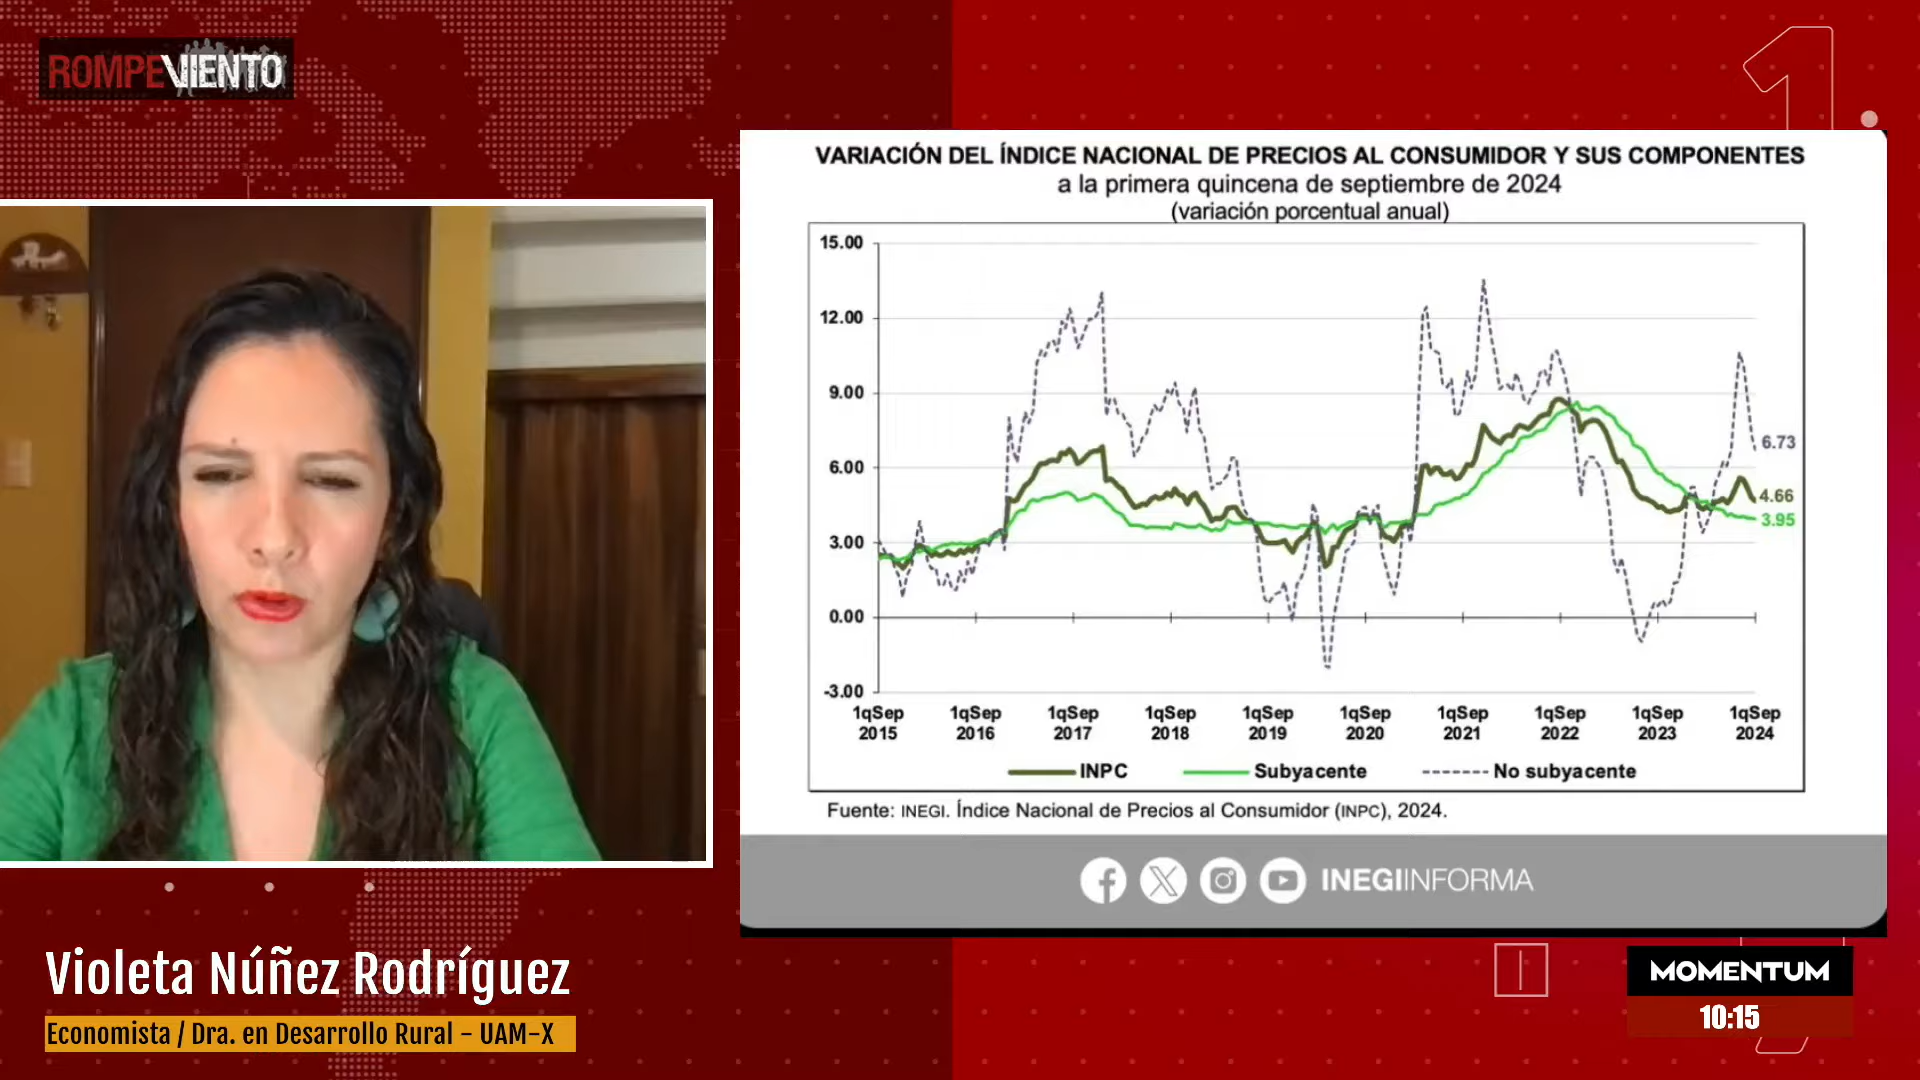 ROMPEVIENTO
VARIACIÓN DEL ÍNDICE NACIONAL DE PRECIOS AL CONSUMIDOR Y SUS COMPONENTES
a la primera quincena de septiembre de 2024
(variación porcentual anual)
15.00
12.00
9.00
6.00
3.00
0.00
-3.00
6.73
4.66
3.95
1qSep 1qSep 1qSep 1qSep 1qSep 1qSep 1qSep 1qSep 1qSep 1qSep
2015 2016 2017 2018 2019 2020 2021 2022 2023 2024
INPC Subyacente No subyacente
Fuente: INEGI. Índice Nacional de Precios al Consumidor (INPC), 2024.
INEGIINFORMA
Violeta Núñez Rodríguez
Economista / Dra. en Desarrollo Rural - UAM-X
MOMENTUM
10:15